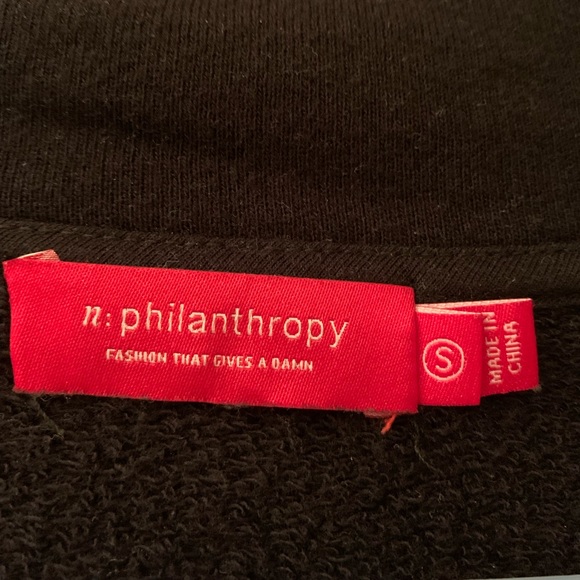 n: philanthropy
FASHION THAT GIVES A DAMN
S
MADE IN
CHINA